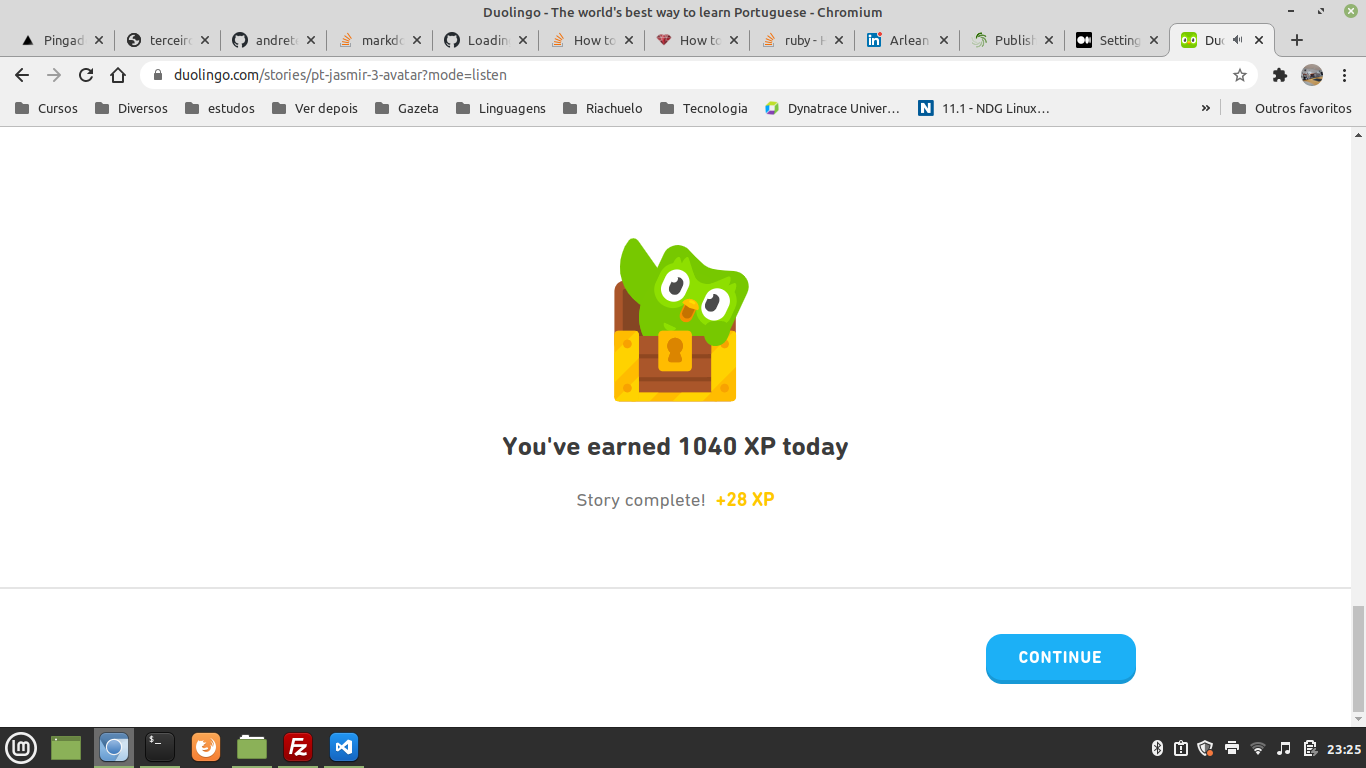 Duolingo - The world's best way to learn Portuguese - Chromium
Pingad
terceir
andrete
markdo
Loadin
How to
How to
ruby - H
Arlean
Publish
Setting
Duo
duolingo.com/stories/pt-jasmir-3-avatar?mode=listen
Cursos
Diversos
estudos
Ver depois
Gazeta
Linguagens
Riachuelo
Tecnologia
Dynatrace Univer…
N
11.1 - NDG Linux…
»
Outros favoritos
You've earned 1040 XP today
Story complete! +28 XP
CONTINUE
$_
FZ
23:25